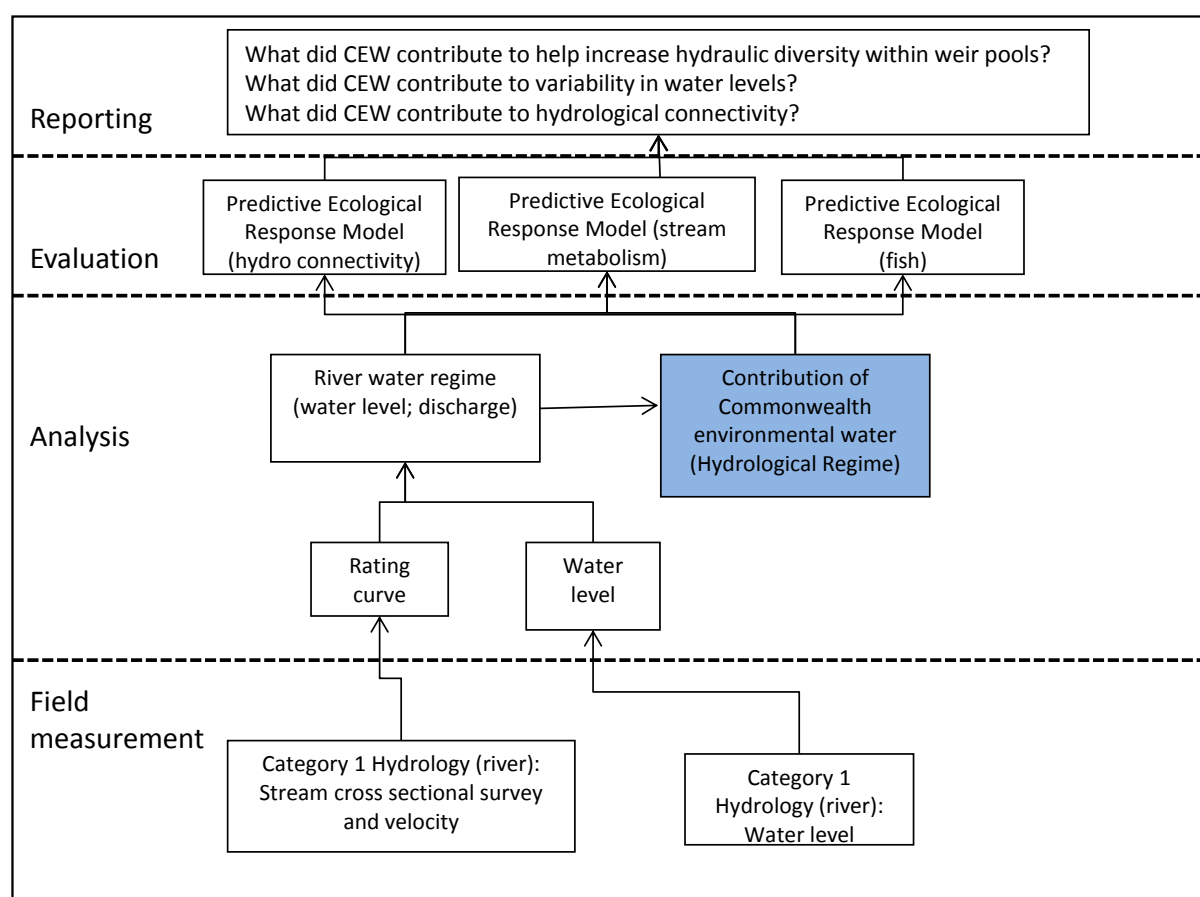 What did CEW contribute to help increase hydraulic diversity within weir pools?
What did CEW contribute to variability in water levels?
What did CEW contribute to hydrological connectivity?
Reporting
Predictive Ecological
Response Model
(hydro connectivity)
Predictive Ecological
Response Model (stream
metabolism)
Predictive Ecological
Response Model
(fish)
Evaluation
River water regime
(water level; discharge)
Contribution of
Commonwealth
environmental water
(Hydrological Regime)
Analysis
Rating
curve
Water
level
Field
measurement
Category 1 Hydrology (river):
Stream cross sectional survey
and velocity
Category 1
Hydrology (river):
Water level